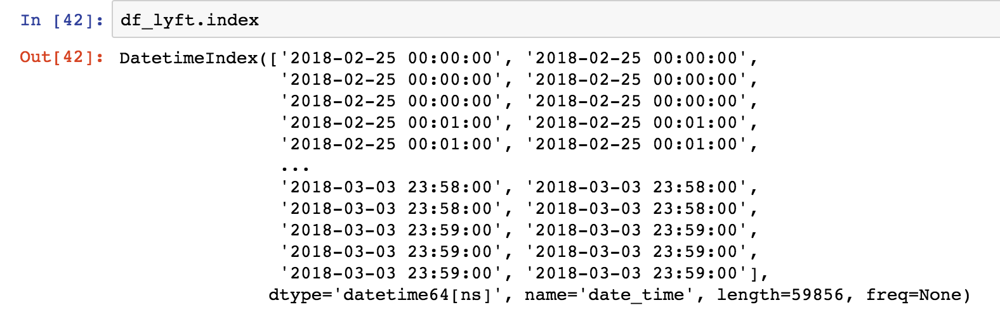 In [42]: df_lyft.index
Out[42]: DatetimeIndex(['2018-02-25 00:00:00', '2018-02-25 00:00:00',
'2018-02-25 00:00:00', '2018-02-25 00:00:00',
'2018-02-25 00:00:00', '2018-02-25 00:00:00',
'2018-02-25 00:01:00', '2018-02-25 00:01:00',
'2018-02-25 00:01:00', '2018-02-25 00:01:00',
...
'2018-03-03 23:58:00', '2018-03-03 23:58:00',
'2018-03-03 23:58:00', '2018-03-03 23:58:00',
'2018-03-03 23:59:00', '2018-03-03 23:59:00',
'2018-03-03 23:59:00', '2018-03-03 23:59:00',
'2018-03-03 23:59:00', '2018-03-03 23:59:00'],
dtype='datetime64[ns]', name='date_time', length=59856, freq=None)